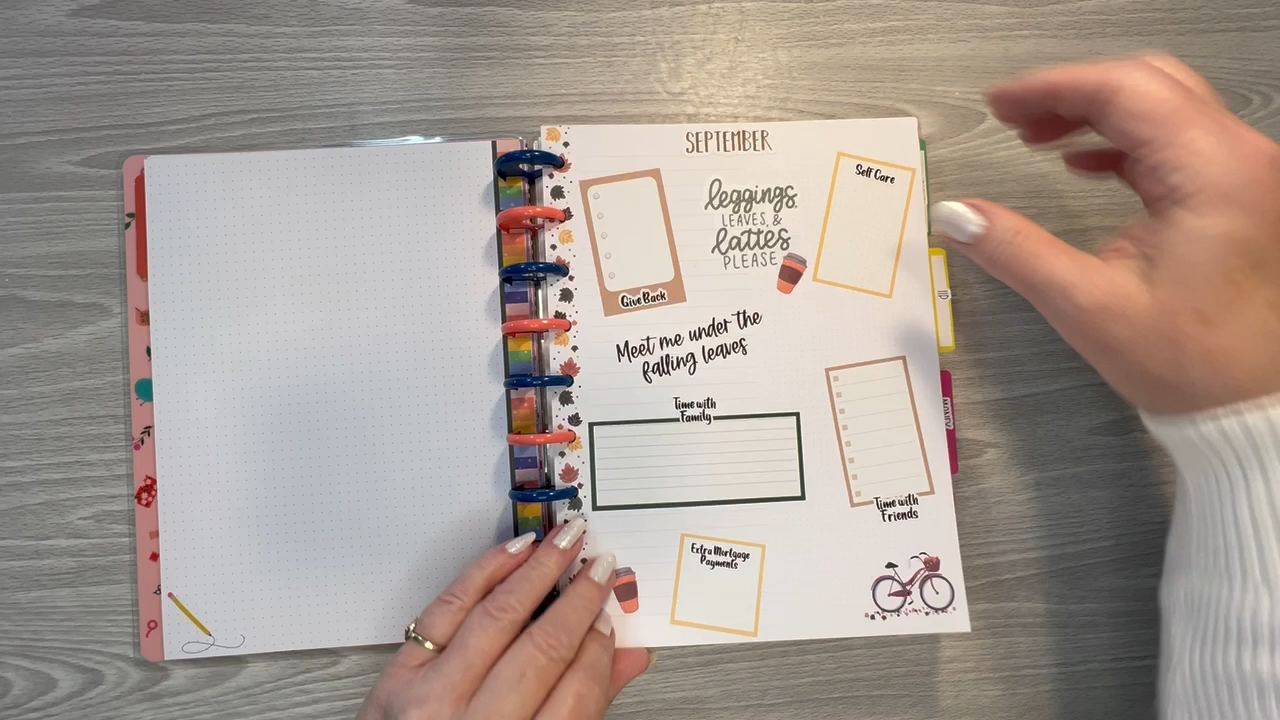 SEPTEMBER
Self Care
leggings
LEAVES, &
lattes
PLEASE
Give Back
Meet me under the
falling leaves
Time with
Family
Time with
Friends
Extra Mortgage
Payments
MONEY